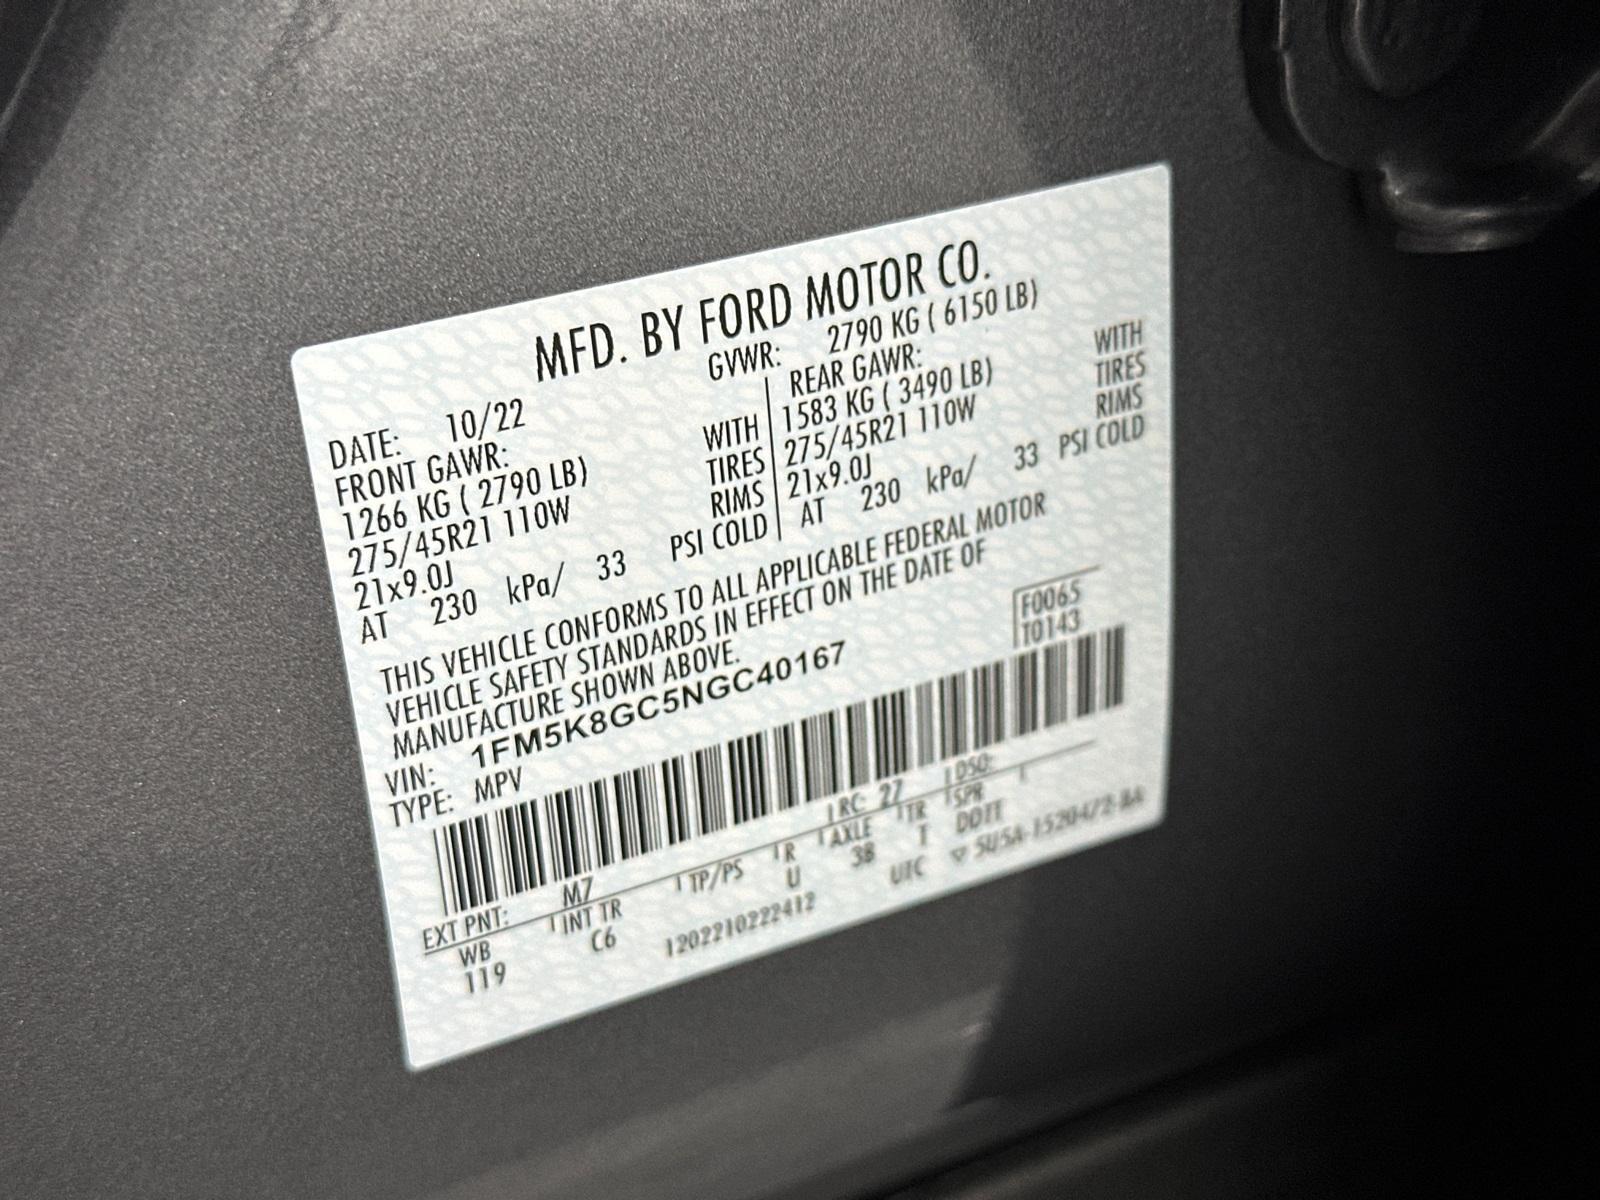 MFD. BY FORD MOTOR CO.
GVWR: 2790 KG ( 6150 LB)
DATE: 10/22
FRONT GAWR:
1266 KG ( 2790 LB) WITH
275/45R21 110W TIRES
21x9.0J RIMS
AT 230 kPa/ 33 PSI COLD
REAR GAWR:
1583 KG ( 3490 LB) WITH
275/45R21 110W TIRES
21x9.0J RIMS
AT 230 kPa/ 33 PSI COLD
THIS VEHICLE CONFORMS TO ALL APPLICABLE FEDERAL MOTOR
VEHICLE SAFETY STANDARDS IN EFFECT ON THE DATE OF
MANUFACTURE SHOWN ABOVE.
VIN: 1FM5K8GC5NGC40167
TYPE: MPV
F0065
T0143
EXT PNT: M7 RC: 27 DSO:
WB INT TR TP/PS R AXLE TR SPR
119 C6 U 3B T DDTT
1202210222412 UTC